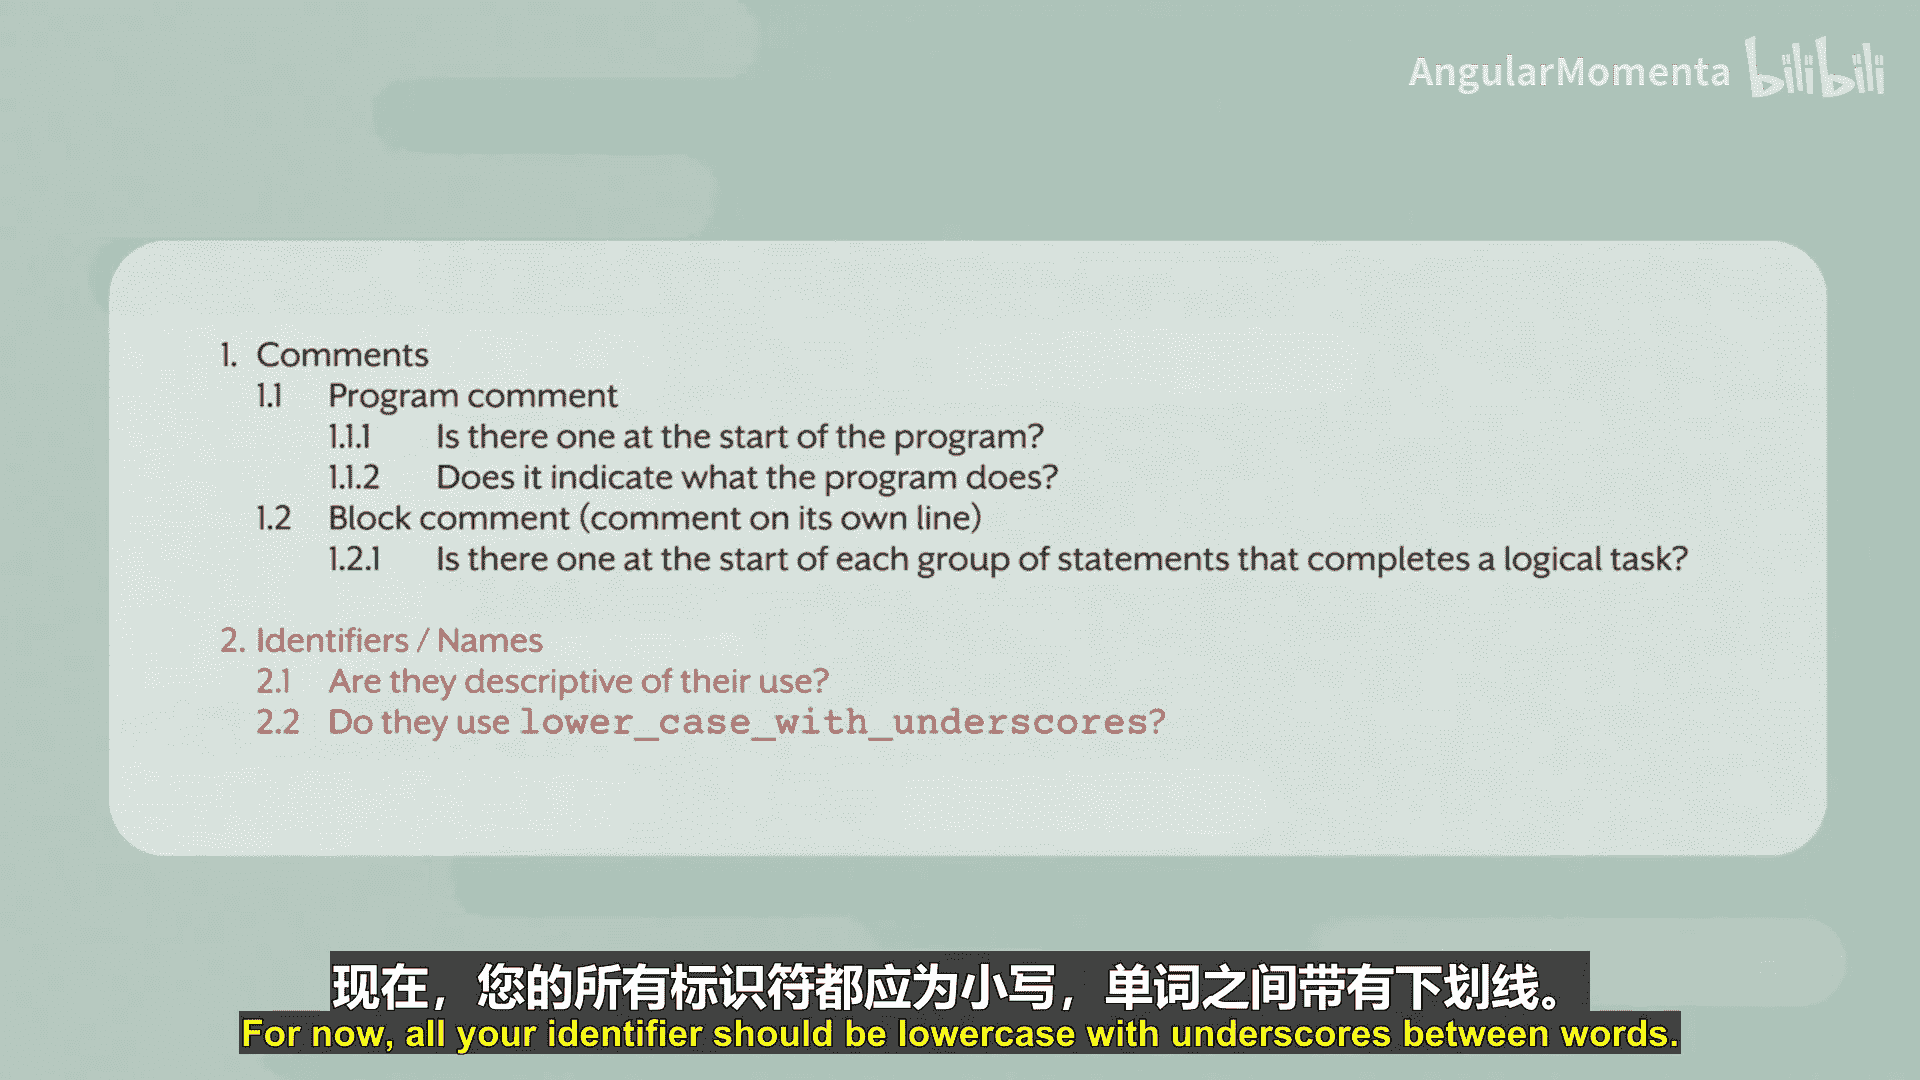 AngularMomenta bilibili
1. Comments
1.1 Program comment
1.1.1 Is there one at the start of the program?
1.1.2 Does it indicate what the program does?
1.2 Block comment (comment on its own line)
1.2.1 Is there one at the start of each group of statements that completes a logical task?
2. Identifiers / Names
2.1 Are they descriptive of their use?
2.2 Do they use lower_case_with_underscores?
现在，您的所有标识符都应为小写，单词之间带有下划线。
For now, all your identifier should be lowercase with underscores between words.